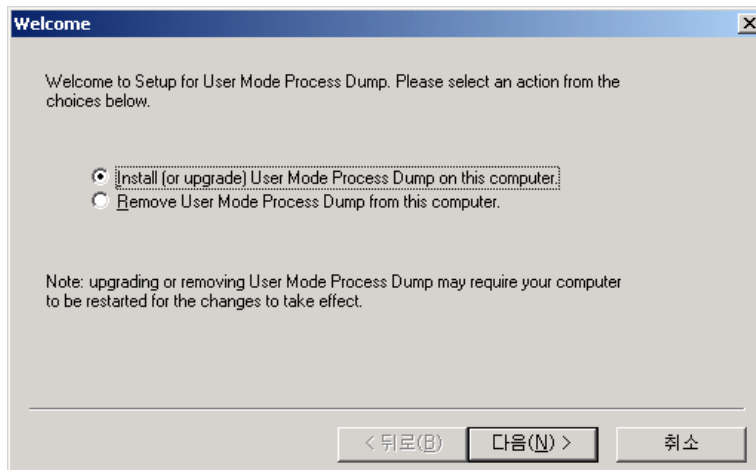 Welcome
Welcome to Setup for User Mode Process Dump. Please select an action from the
choices below.
Install (or upgrade) User Mode Process Dump on this computer.
Remove User Mode Process Dump from this computer.
Note: upgrading or removing User Mode Process Dump may require your computer
to be restarted for the changes to take effect.
< 뒤로(B) 다음(N) > 취소